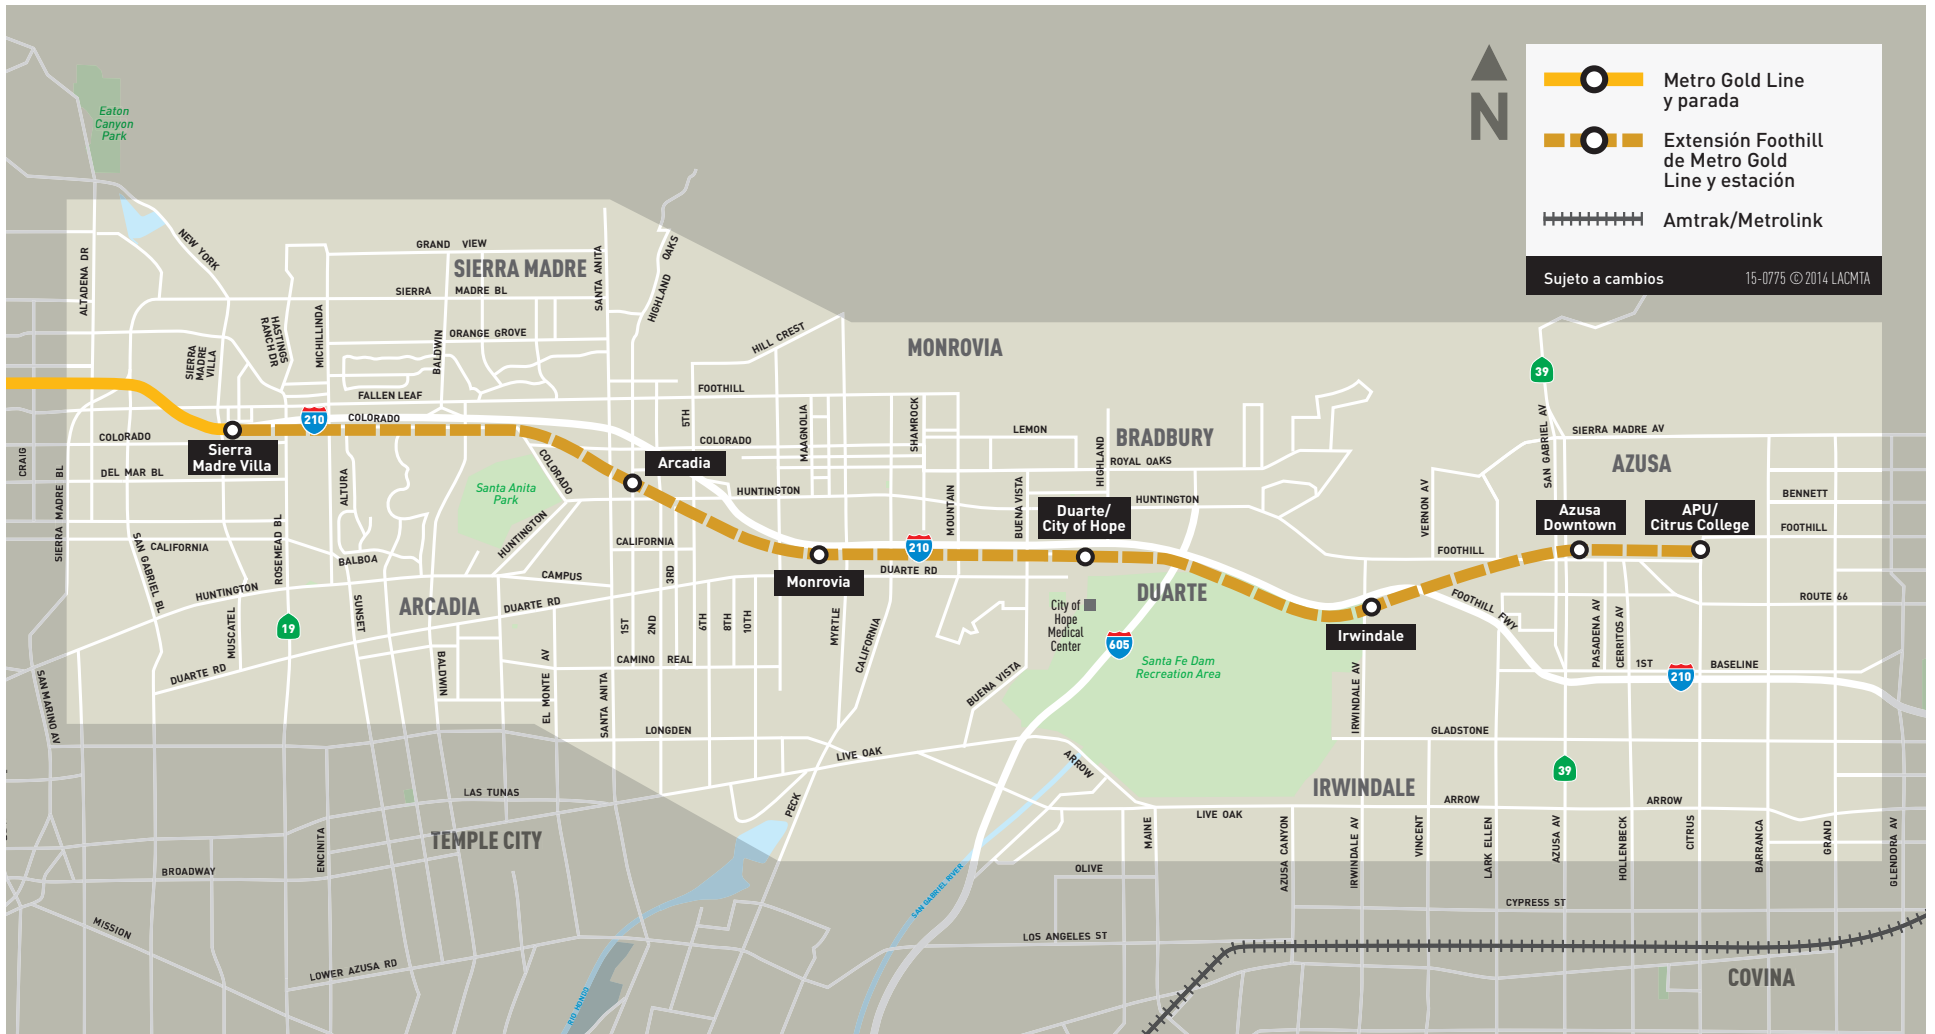 Eaton
Canyon
Park
N
Metro Gold Line
y parada
Extensión Foothill
de Metro Gold
Line y estación
Amtrak/Metrolink
Sujeto a cambios
15-0775 © 2014 LACMTA
ALTADENA DR
NEW YORK
GRAND VIEW
SIERRA MADRE
SANTA ANITA
HIGHLAND OAKS
SIERRA MADRE BL
HASTINGS
RANCH DR
MICHILLINDA
SIERRA
MADRE
VILLA
BALDWIN
ORANGE GROVE
HILL CREST
MONROVIA
39
FALLEN LEAF
FOOTHILL
210
COLORADO
5TH
MAAGNOLIA
SHAMROCK
LEMON
HIGHLAND
BRADBURY
SAN GABRIEL AV
SIERRA MADRE AV
CRAIG
COLORADO
Sierra
Madre Villa
COLORADO
COLORADO
Arcadia
ROYAL OAKS
AZUSA
DEL MAR BL
SIERRA MADRE BL
ALTURA
Santa Anita
Park
HUNTINGTON
MOUNTAIN
BUENA VISTA
HUNTINGTON
VERNON AV
BENNETT
Duarte/
City of Hope
Azusa
Downtown
APU/
Citrus College
FOOTHILL
SAN GABRIEL BL
CALIFORNIA
ROSEMEAD BL
BALBOA
HUNTINGTON
CALIFORNIA
210
FOOTHILL
HUNTINGTON
CAMPUS
3RD
Monrovia
DUARTE RD
DUARTE
FOOTHILL FWY
ROUTE 66
MUSCATEL
19
SUNSET
ARCADIA
DUARTE RD
1ST
2ND
6TH
8TH
10TH
MYRTLE
CALIFORNIA
City of
Hope
Medical
Center
605
Irwindale
PASADENA AV
CERRITOS AV
DUARTE RD
BALDWIN
EL MONTE AV
CAMINO REAL
Santa Fe Dam
Recreation Area
1ST
BASELINE
210
SAN MARINO AV
SANTA ANITA
BUENA VISTA
IRWINDALE AV
LONGDEN
LIVE OAK
ARROW
GLADSTONE
39
LAS TUNAS
PECK
IRWINDALE
ARROW
ARROW
TEMPLE CITY
ENCINITA
LIVE OAK
MAINE
AZUSA CANYON
IRWINDALE AV
VINCENT
LARK ELLEN
AZUSA AV
HOLLENBECK
CITRUS
BARRANCA
GRAND
GLENDORA AV
BROADWAY
OLIVE
SAN GABRIEL RIVER
CYPRESS ST
MISSION
LOS ANGELES ST
LOWER AZUSA RD
RIO HONDO
COVINA